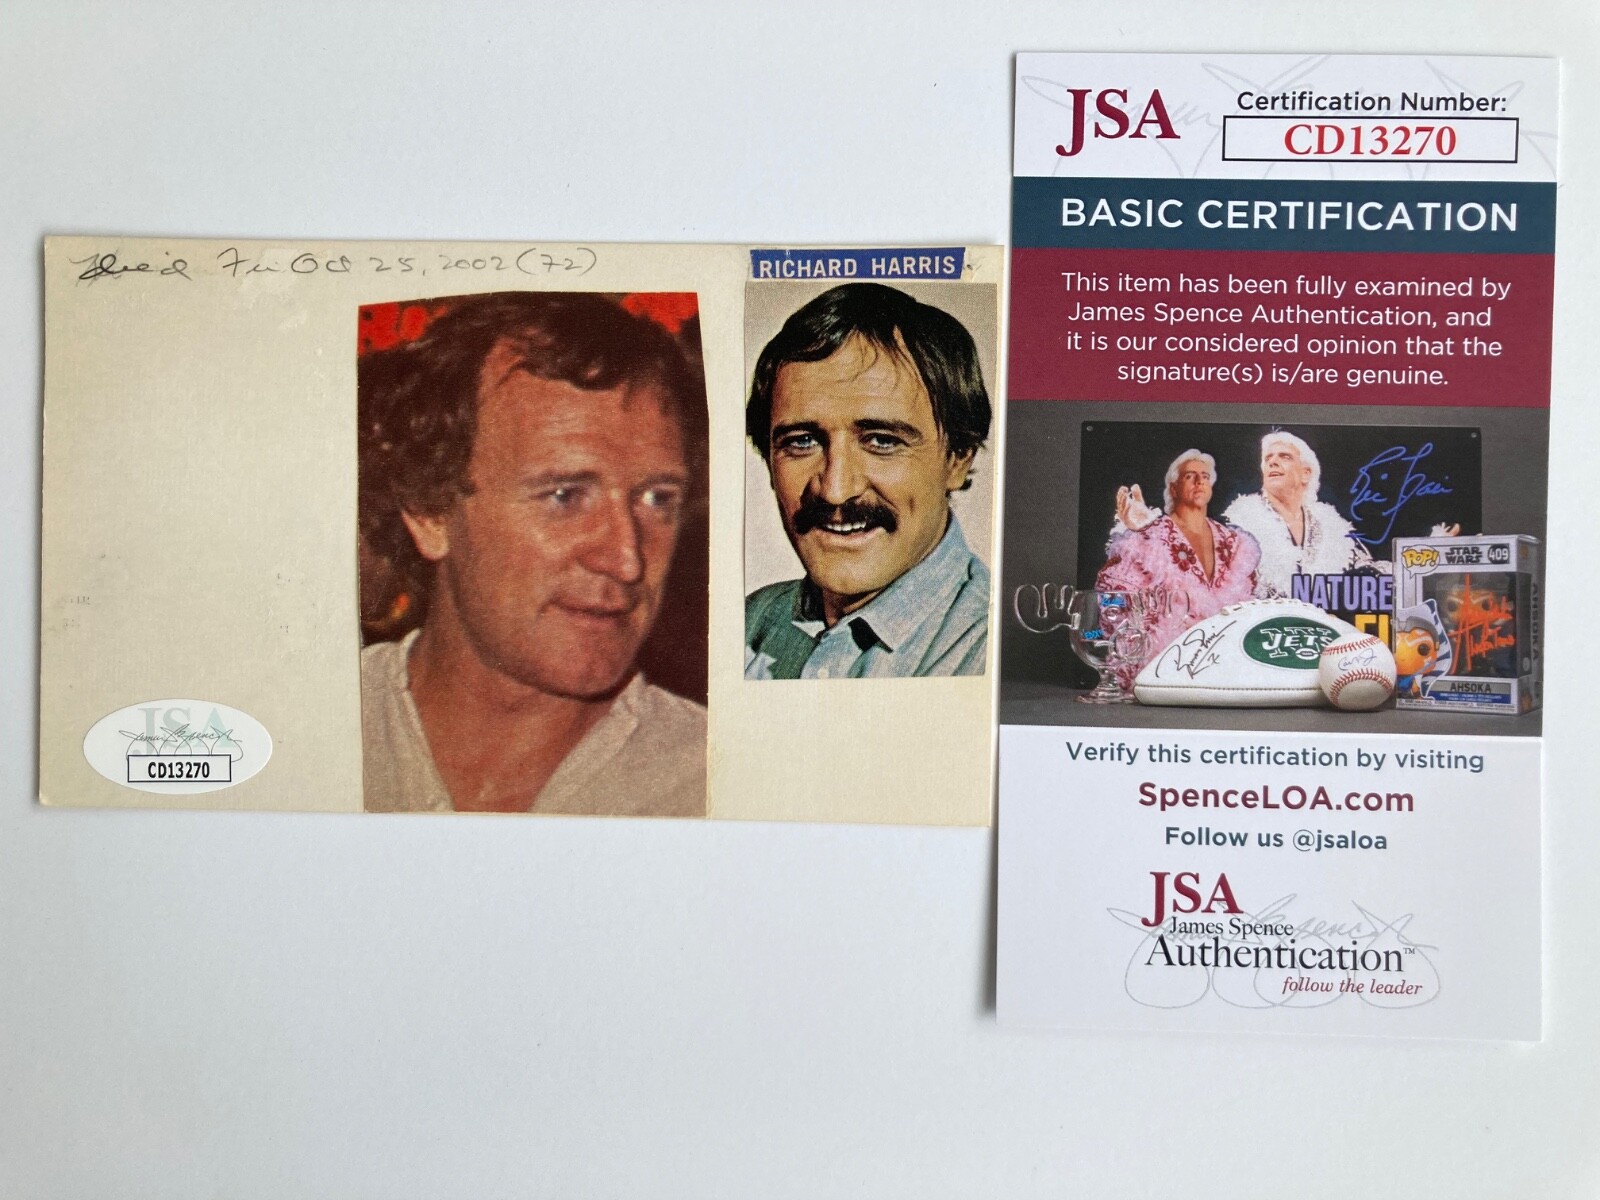 Died Fri Oct 25, 2002 (72)
RICHARD HARRIS
JSA
CD13270
JSA
Certification Number:
CD13270
BASIC CERTIFICATION
This item has been fully examined by
James Spence Authentication, and
it is our considered opinion that the
signature(s) is/are genuine.
NATURE
JETS
POP!
STAR
WARS
409
AHSOKA
Verify this certification by visiting
SpenceLOA.com
Follow us @jsaloa
JSA
James Spence
Authentication™
follow the leader